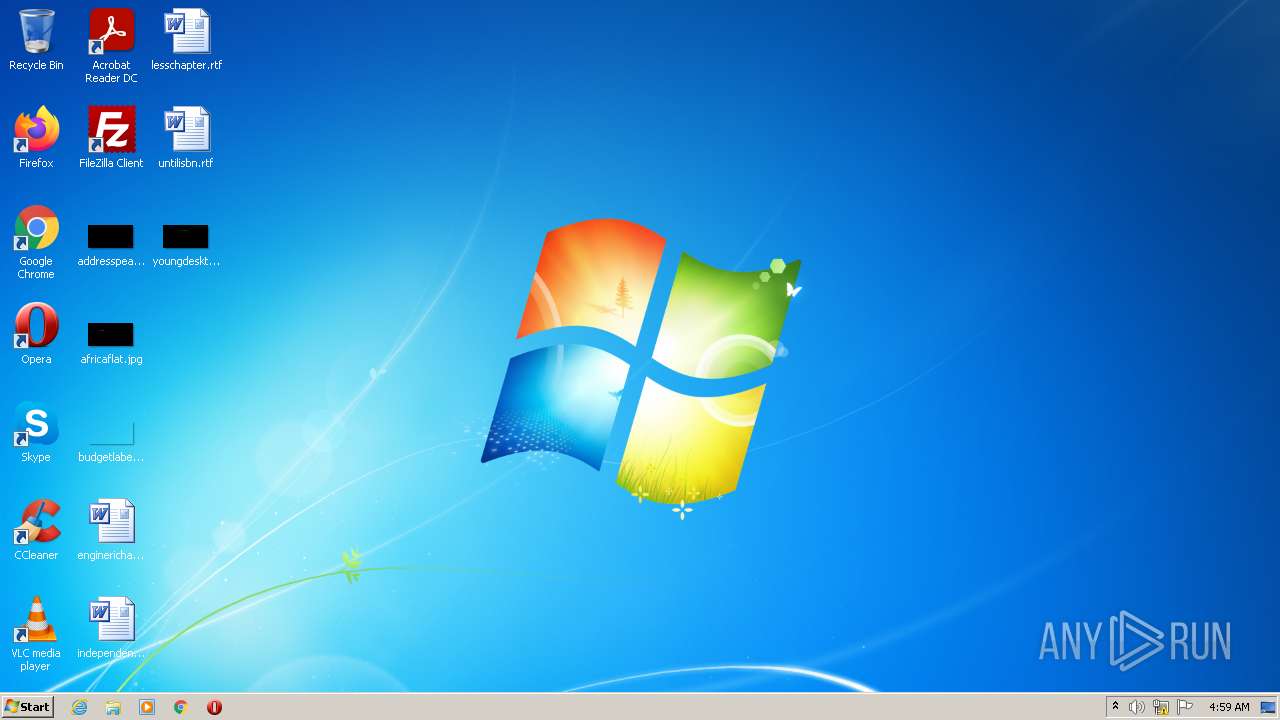 Recycle Bin
Acrobat
Reader DC
lesschapter.rtf
Firefox
FileZilla Client
untilisbn.rtf
Google
Chrome
addresspea...
youngdeskt...
Opera
africaflat.jpg
Skype
budgetlabe...
CCleaner
enginericha...
VLC media
player
independen...
ANY RUN
Start
4:59 AM